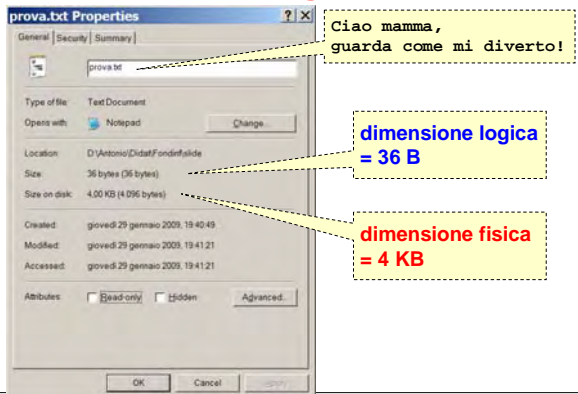 prova.txt Properties
General Security Summary
prova.txt
Type of file: Text Document
Opens with: Notepad Change...
Location: D:\Antonio\Didat\Fondinf\slide
Size: 36 bytes (36 bytes)
Size on disk: 4,00 KB (4.096 bytes)
Created: giovedì 29 gennaio 2009, 19.40.49
Modified: giovedì 29 gennaio 2009, 19.41.21
Accessed: giovedì 29 gennaio 2009, 19.41.21
Attributes: Read-only Hidden Advanced...
OK Cancel Apply
Ciao mamma,
guarda come mi diverto!
dimensione logica
= 36 B
dimensione fisica
= 4 KB